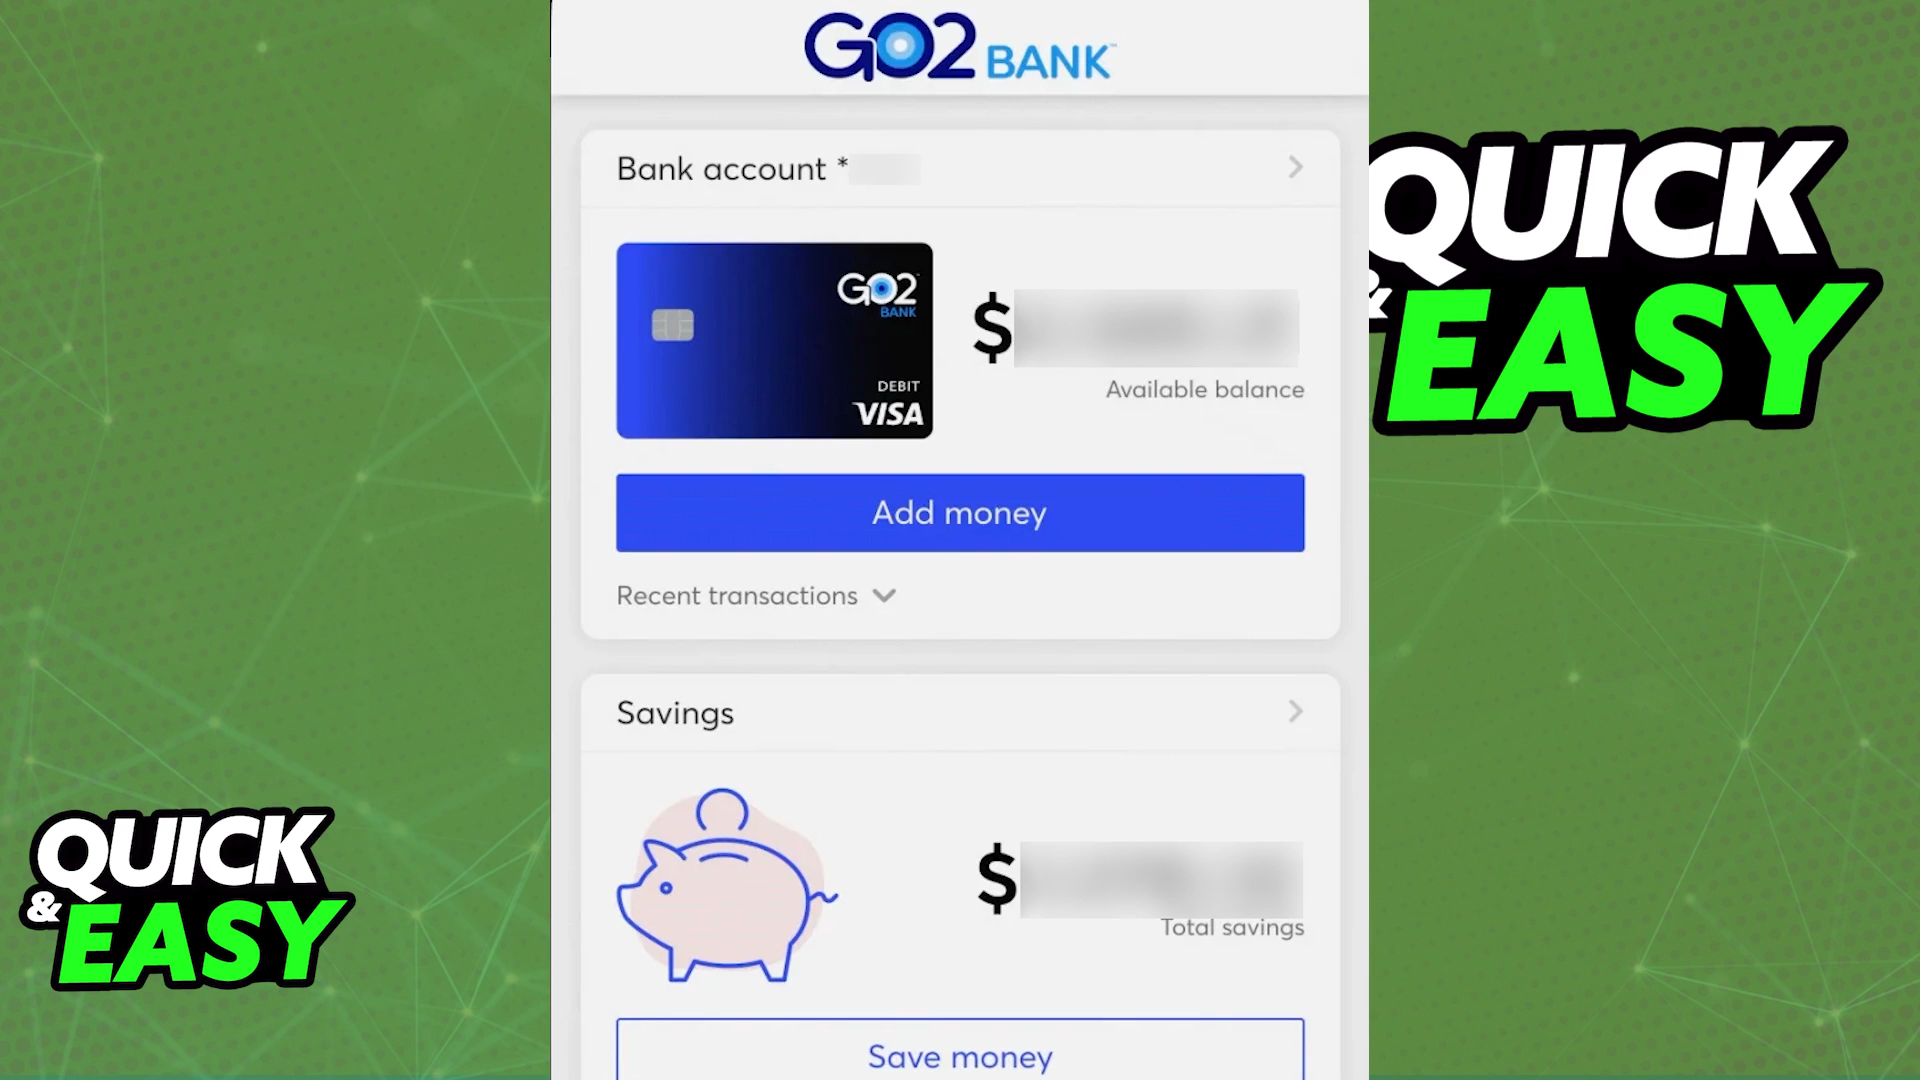 GO2 BANK™
Bank account *
GO2
BANK
DEBIT
VISA
$
Available balance
Add money
Recent transactions
Savings
$
Total savings
Save money
QUICK
& EASY
QUICK
& EASY